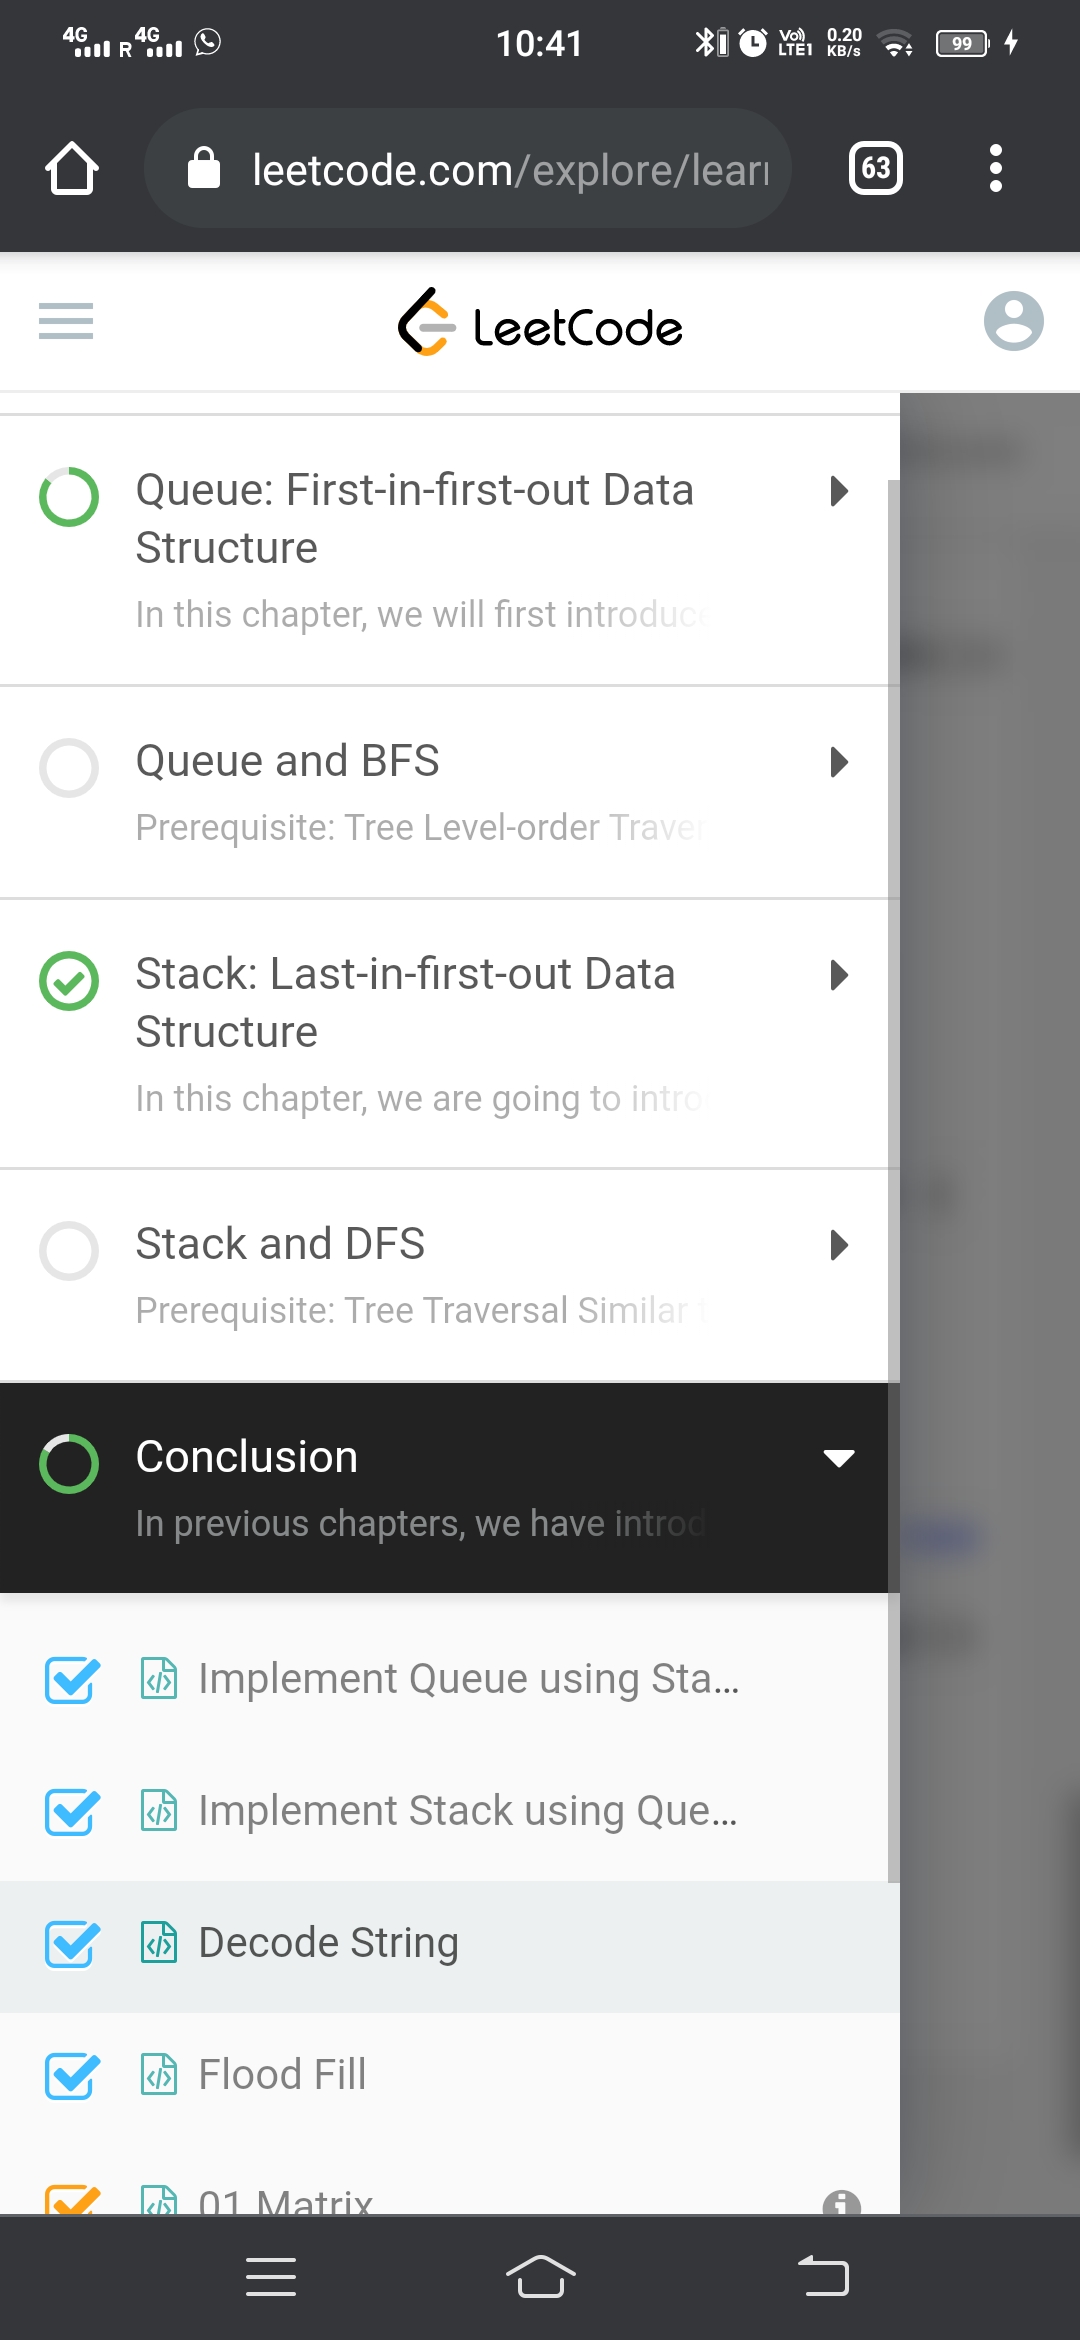 4G R 4G 10:41 Vo) LTE1 0.20 KB/s 99
leetcode.com/explore/lear
63
LeetCode
Queue: First-in-first-out Data
Structure
In this chapter, we will first introduce
Queue and BFS
Prerequisite: Tree Level-order Traver
Stack: Last-in-first-out Data
Structure
In this chapter, we are going to intro
Stack and DFS
Prerequisite: Tree Traversal Similar t
Conclusion
In previous chapters, we have introd
Implement Queue using Sta...
Implement Stack using Que...
Decode String
Flood Fill
01 Matrix